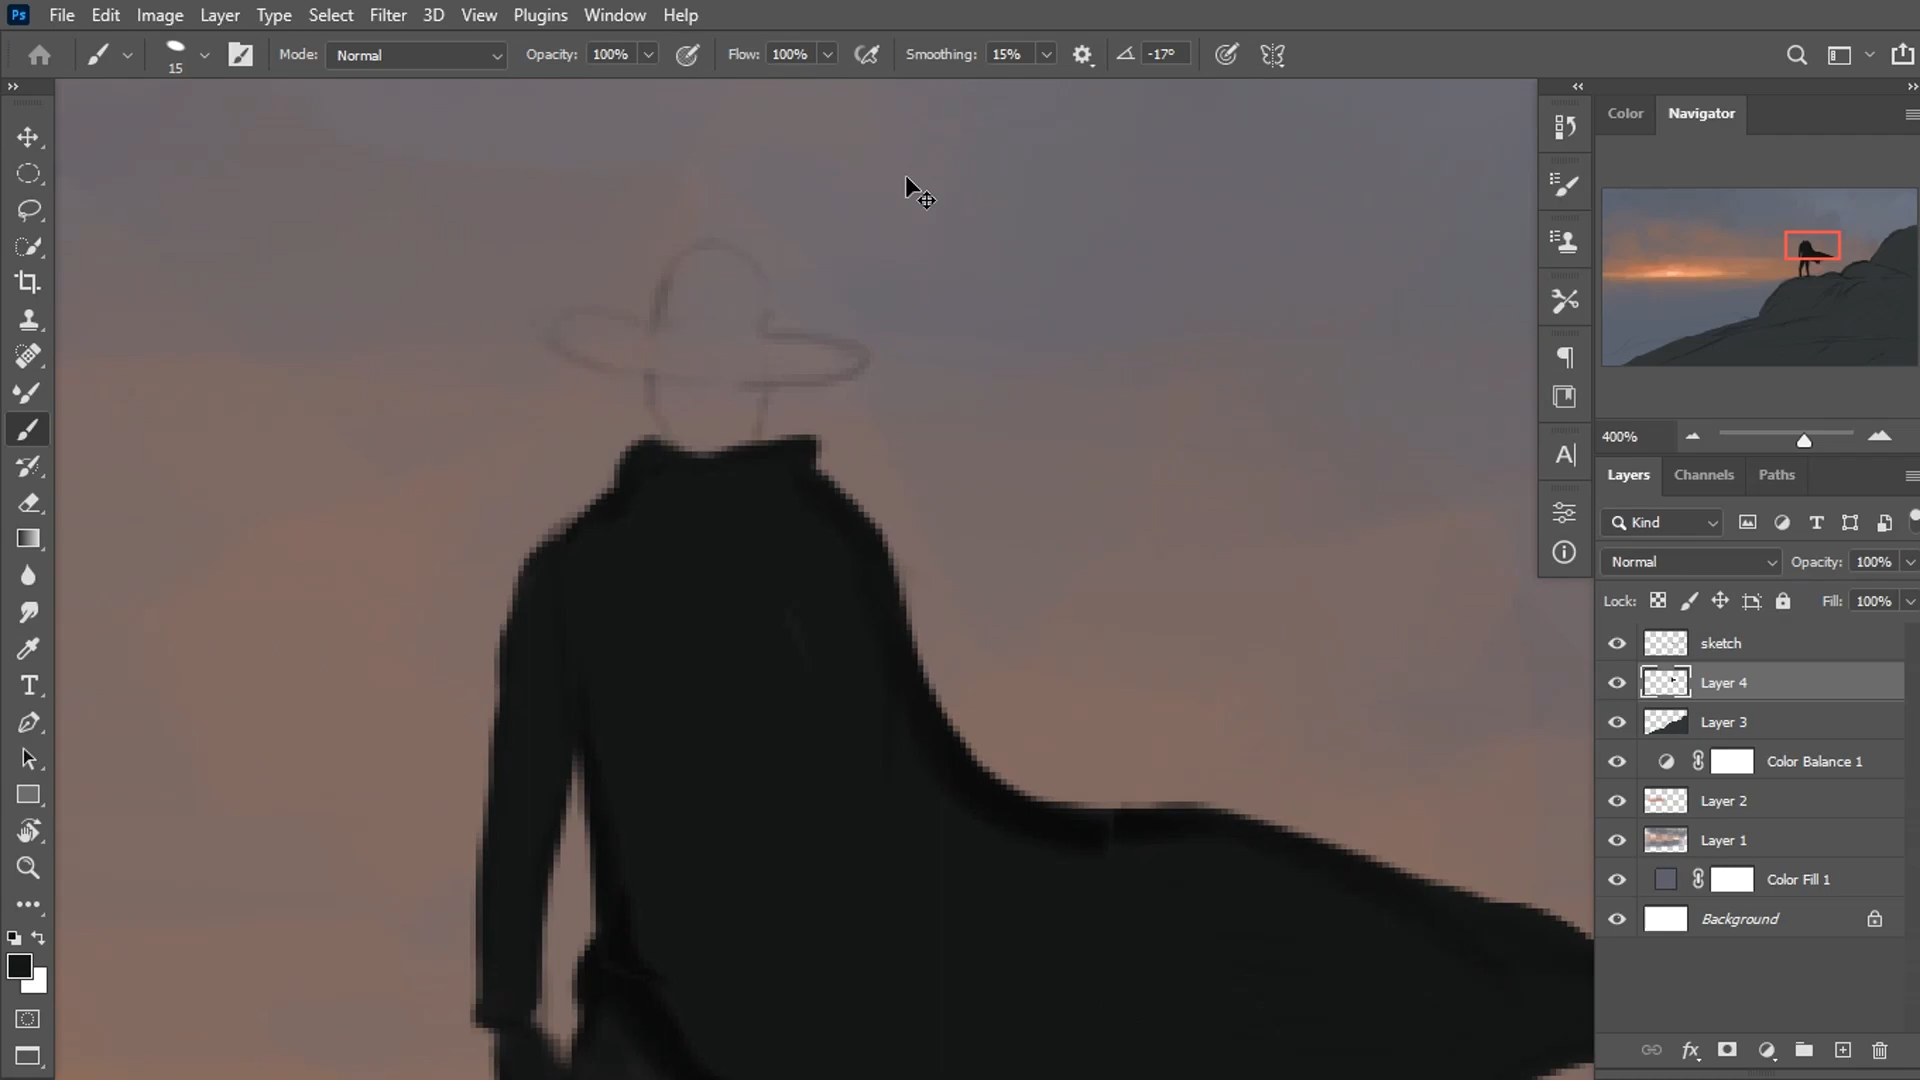 Ps File Edit Image Layer Type Select Filter 3D View Plugins Window Help
15 Mode: Normal Opacity: 100% Flow: 100% Smoothing: 15% -17°
Color Navigator
400%
Layers Channels Paths
Kind
Normal Opacity: 100%
Lock: Fill: 100%
sketch
Layer 4
Layer 3
Color Balance 1
Layer 2
Layer 1
Color Fill 1
Background